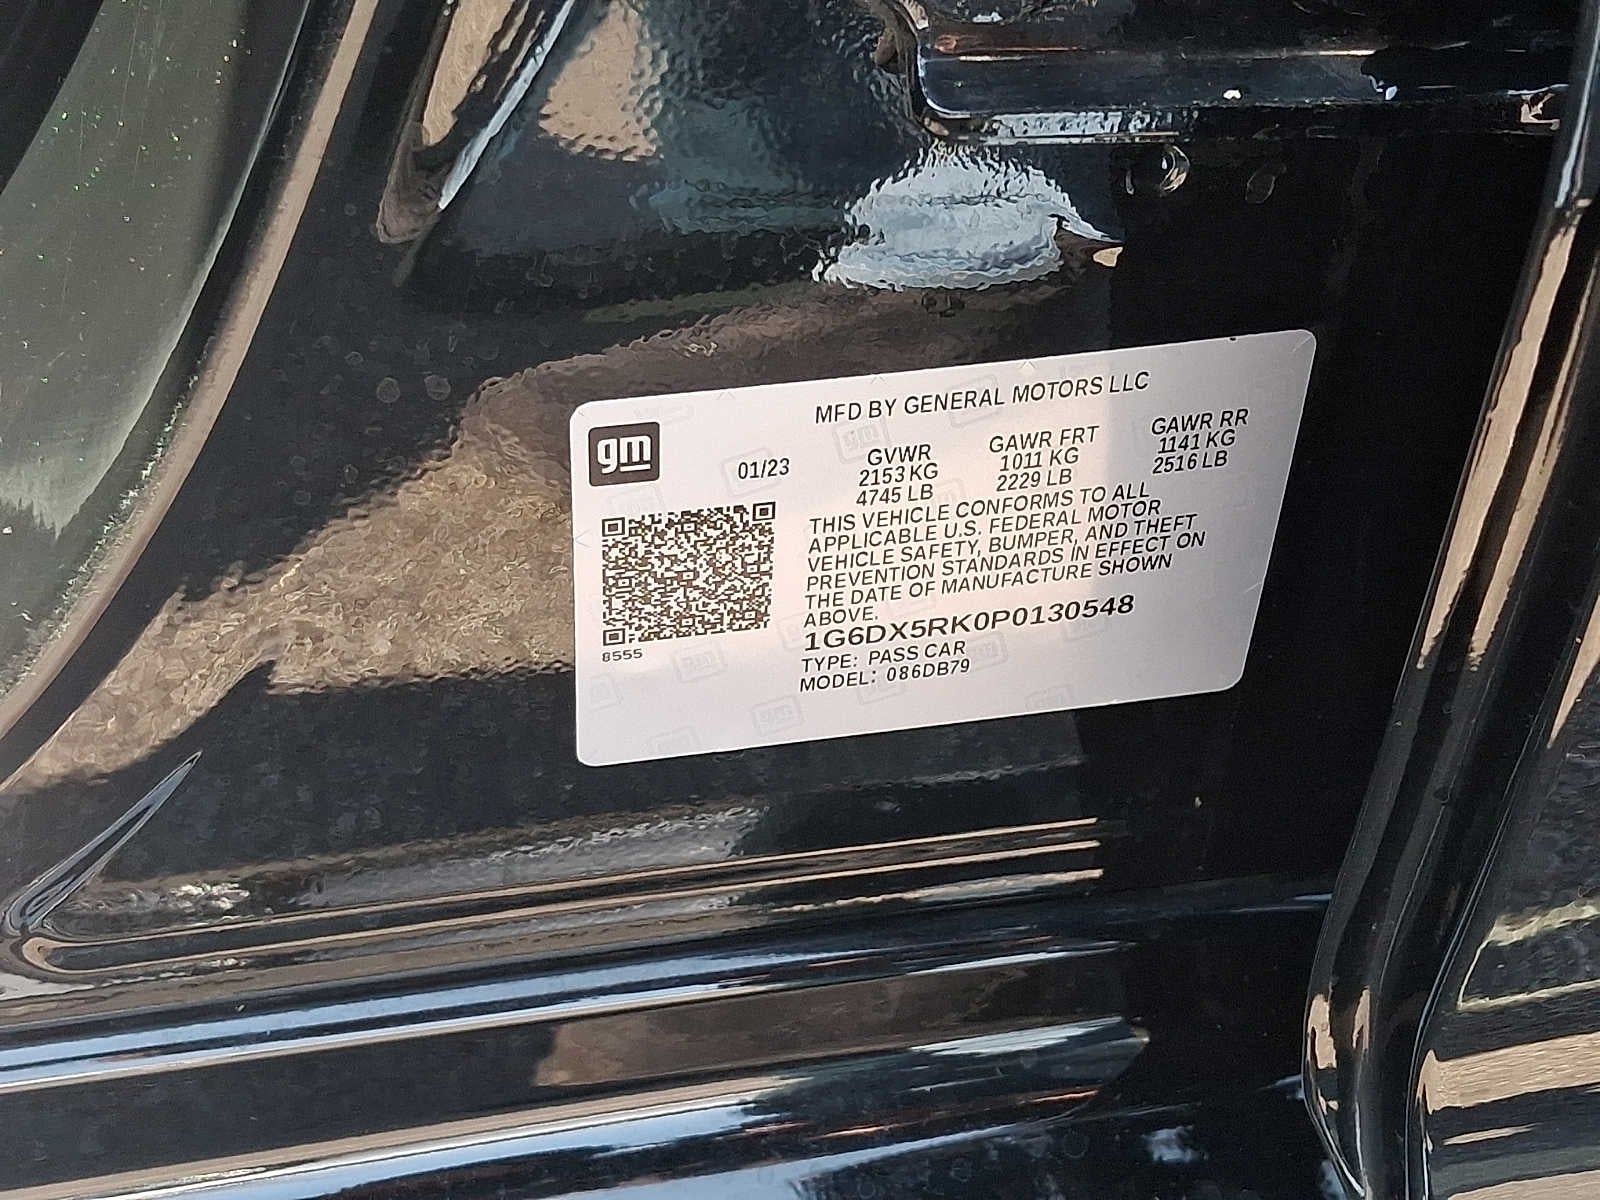 MFD BY GENERAL MOTORS LLC
gm
01/23
GVWR
2153 KG
4745 LB
GAWR FRT
1011 KG
2229 LB
GAWR RR
1141 KG
2516 LB
THIS VEHICLE CONFORMS TO ALL
APPLICABLE U.S. FEDERAL MOTOR
VEHICLE SAFETY, BUMPER, AND THEFT
PREVENTION STANDARDS IN EFFECT ON
THE DATE OF MANUFACTURE SHOWN
ABOVE.
1G6DX5RK0P0130548
TYPE: PASS CAR
MODEL: 086DB79
8555